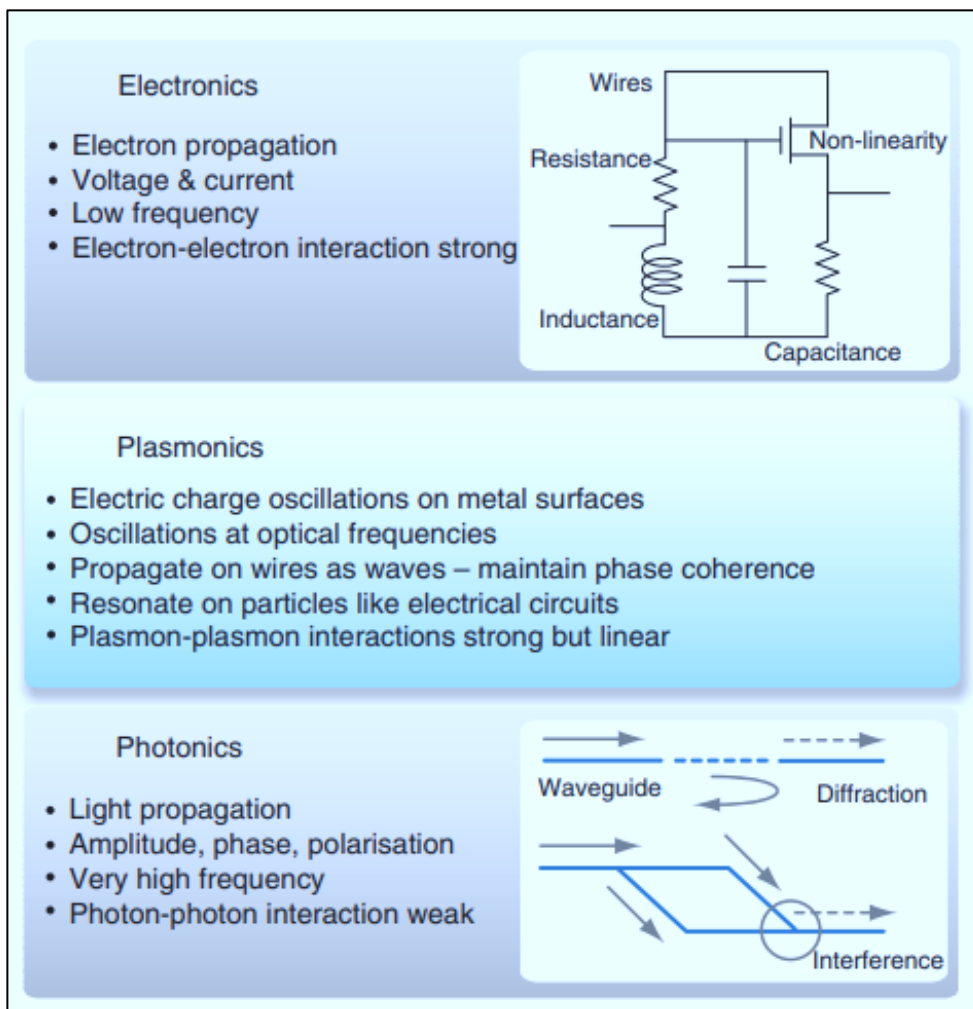 Electronics
• Electron propagation
• Voltage & current
• Low frequency
• Electron-electron interaction strong
Wires
Non-linearity
Resistance
Inductance
Capacitance
Plasmonics
• Electric charge oscillations on metal surfaces
• Oscillations at optical frequencies
• Propagate on wires as waves – maintain phase coherence
• Resonate on particles like electrical circuits
• Plasmon-plasmon interactions strong but linear
Photonics
• Light propagation
• Amplitude, phase, polarisation
• Very high frequency
• Photon-photon interaction weak
Waveguide
Diffraction
Interference